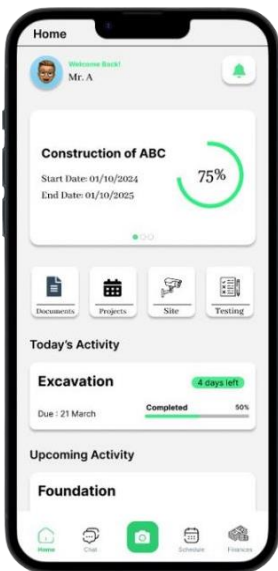 Home
Welcome Back!
Mr. A
Construction of ABC
Start Date: 01/10/2024
End Date: 01/10/2025
75%
Documents
Projects
Site
Testing
Today's Activity
Excavation
4 days left
Due : 21 March
Completed
50%
Upcoming Activity
Foundation
Home
Chat
Schedule
Finances